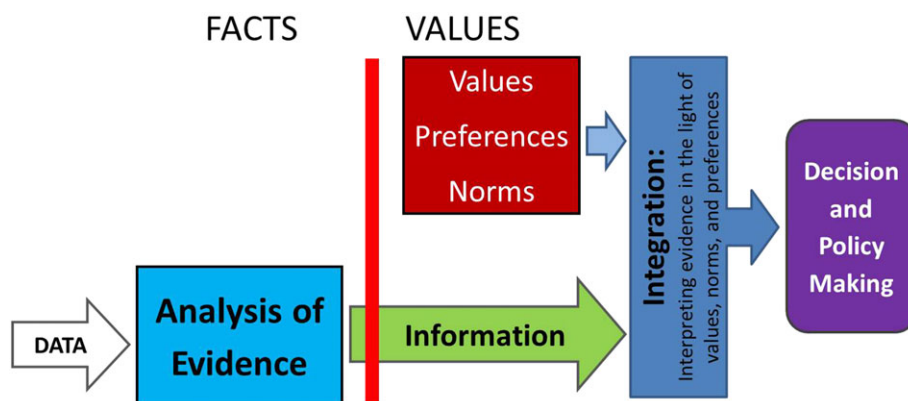 FACTS
VALUES
Values
Preferences
Norms
Integration:
Interpreting evidence in the light of
values, norms, and preferences
Decision
and
Policy
Making
DATA
Analysis of
Evidence
Information